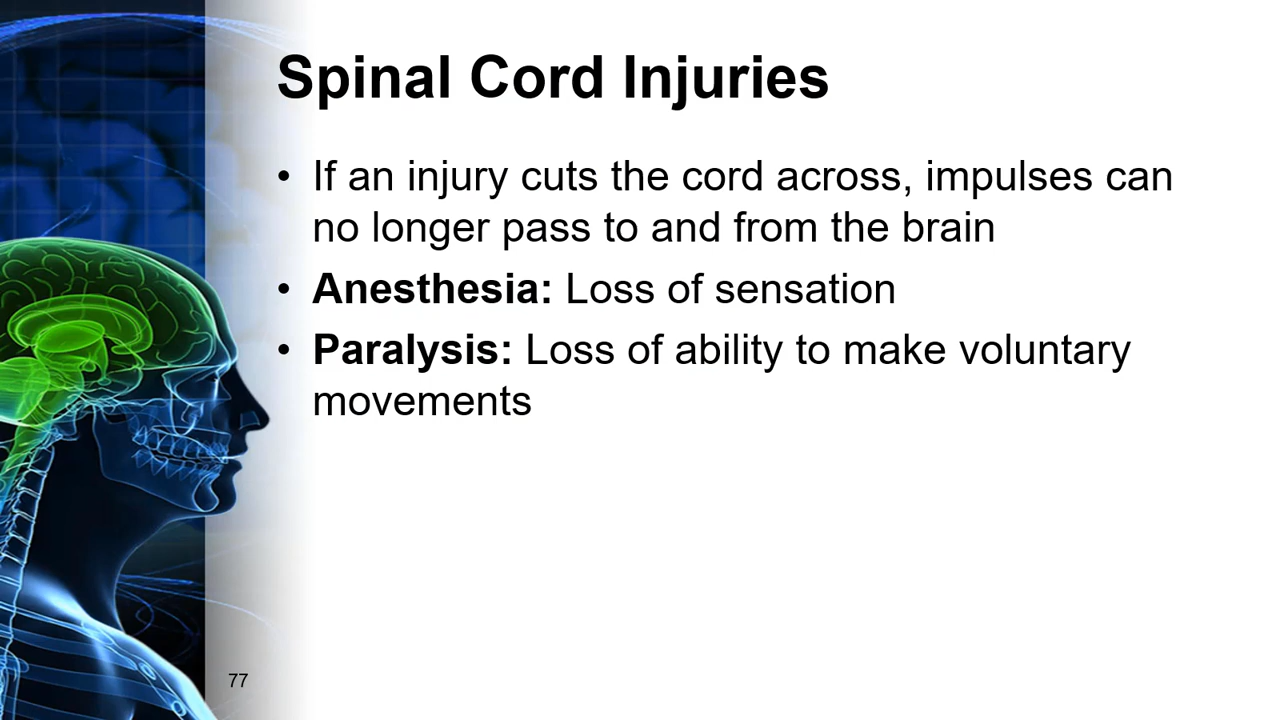 Spinal Cord Injuries
• If an injury cuts the cord across, impulses can
no longer pass to and from the brain
• Anesthesia: Loss of sensation
• Paralysis: Loss of ability to make voluntary
movements
77